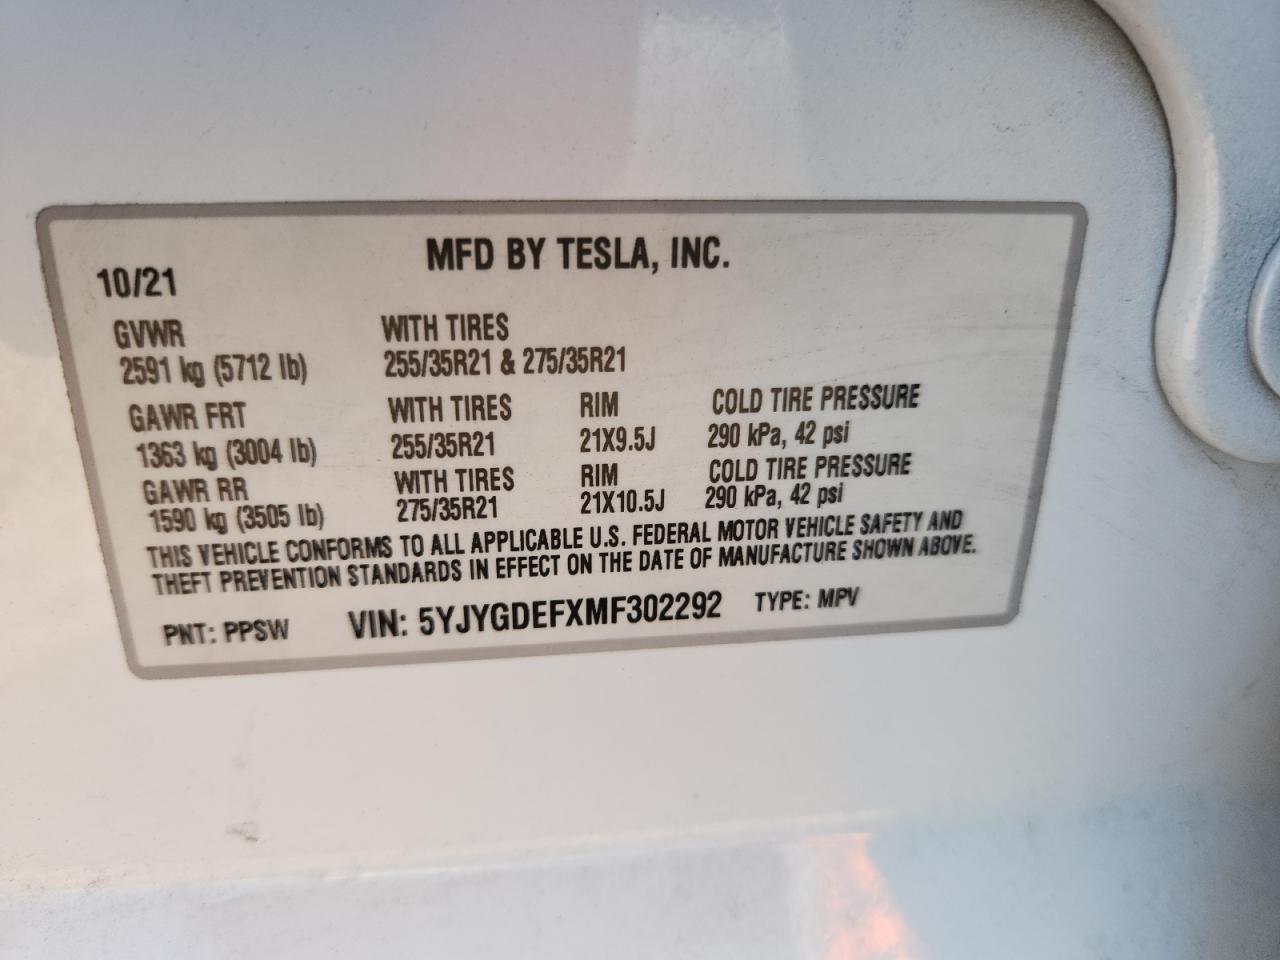 MFD BY TESLA, INC.
10/21
GVWR WITH TIRES
2591 kg (5712 lb) 255/35R21 & 275/35R21
GAWR FRT WITH TIRES RIM COLD TIRE PRESSURE
1363 kg (3004 lb) 255/35R21 21X9.5J 290 kPa, 42 psi
GAWR RR WITH TIRES RIM COLD TIRE PRESSURE
1590 kg (3505 lb) 275/35R21 21X10.5J 290 kPa, 42 psi
THIS VEHICLE CONFORMS TO ALL APPLICABLE U.S. FEDERAL MOTOR VEHICLE SAFETY AND
THEFT PREVENTION STANDARDS IN EFFECT ON THE DATE OF MANUFACTURE SHOWN ABOVE.
PNT: PPSW VIN: 5YJYGDEFXMF302292 TYPE: MPV